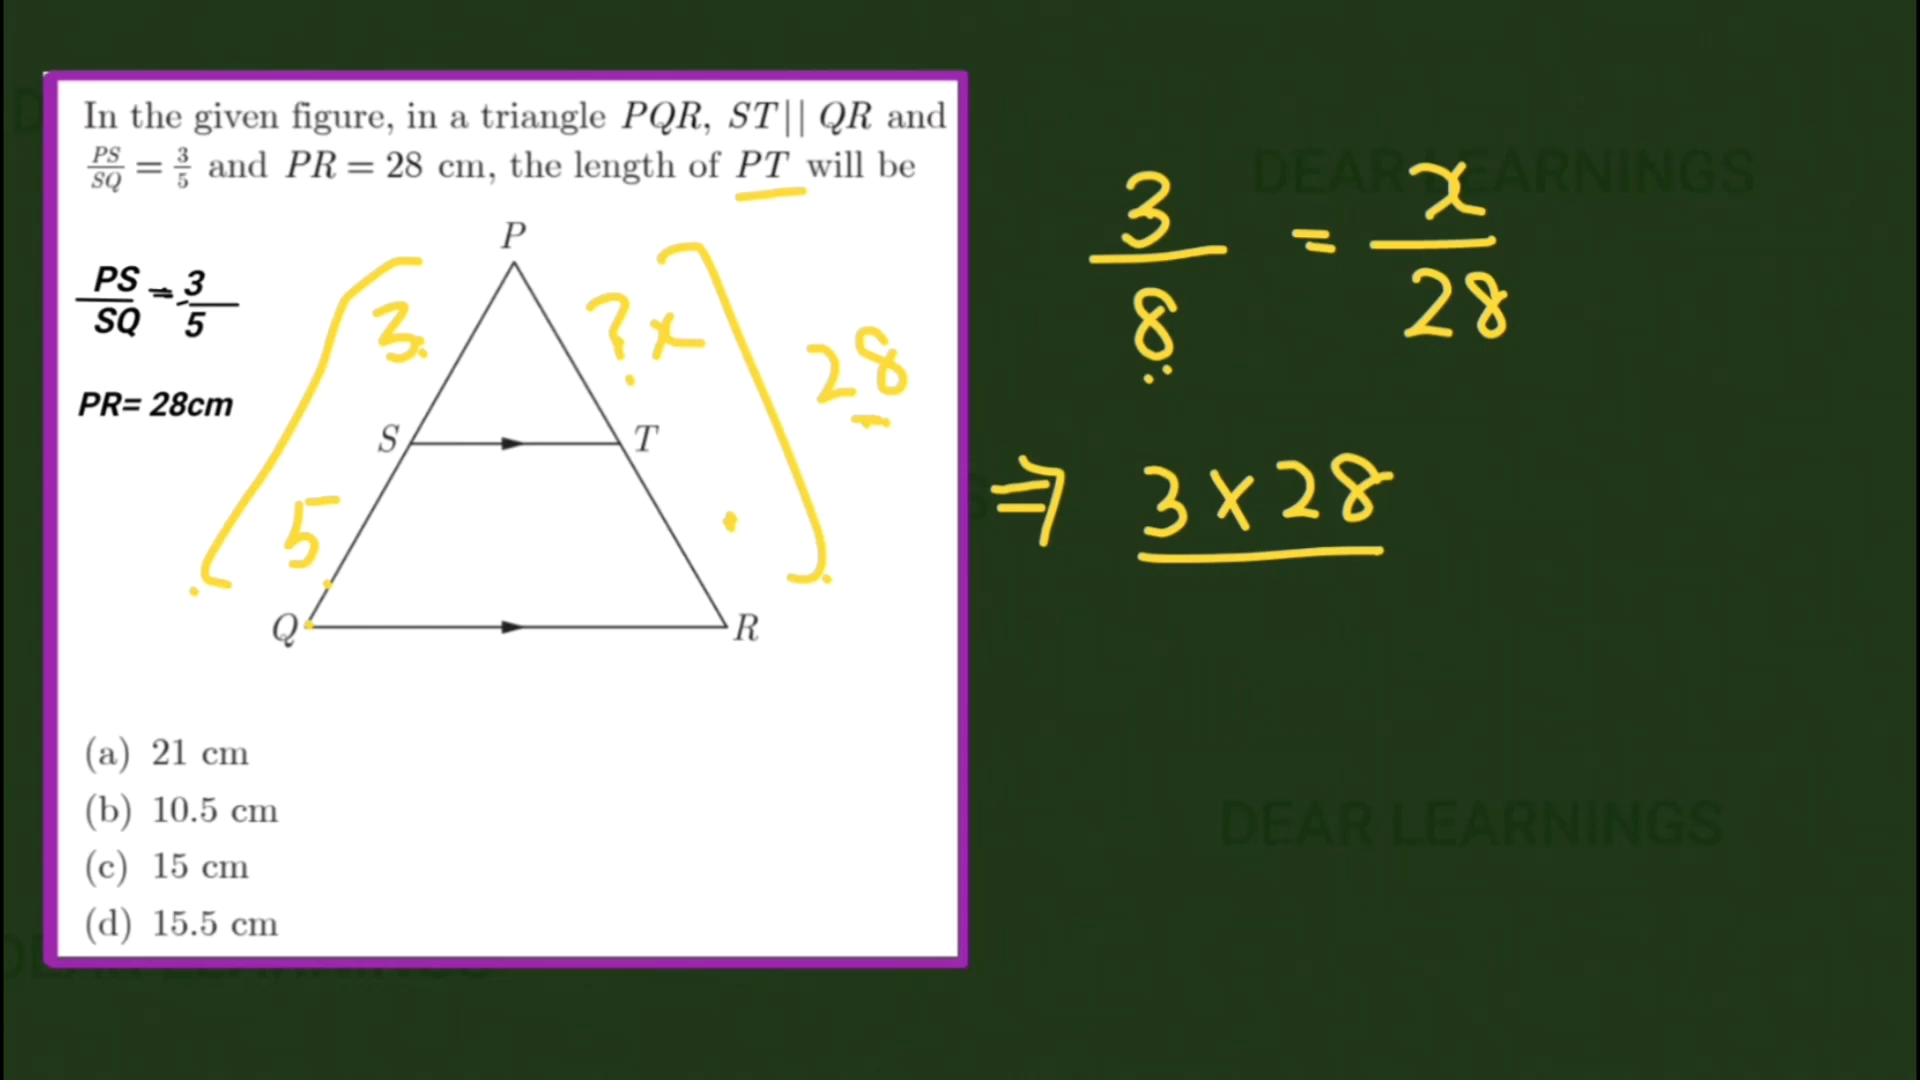 In the given figure, in a triangle PQR, ST || QR and
PS/SQ = 3/5 and PR = 28 cm, the length of PT will be
PS/SQ = 3/5
PR= 28cm
P
3
? x
28
S
T
5
Q
R
(a) 21 cm
(b) 10.5 cm
(c) 15 cm
(d) 15.5 cm
3/8 = x/28
⇒ 3 x 28
DEAR LEARNINGS
DEAR LEARNINGS